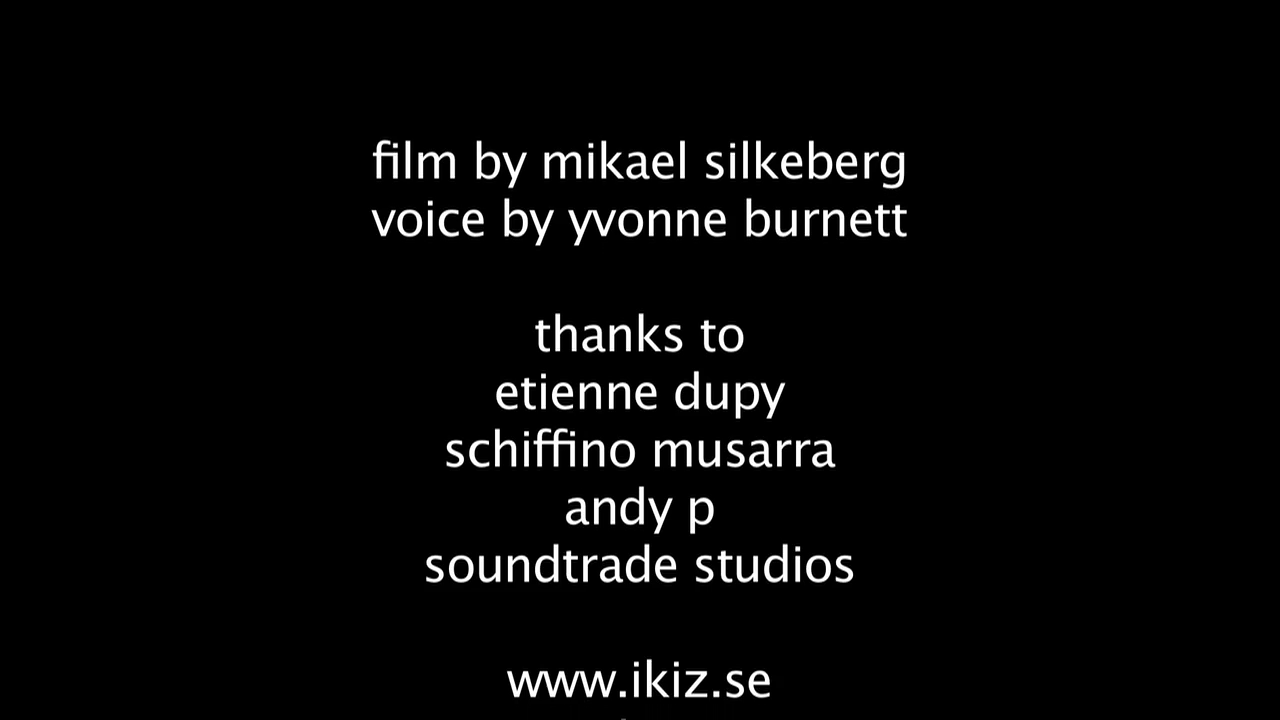 film by mikael silkeberg
voice by yvonne burnett
thanks to
etienne dupy
schiffino musarra
andy p
soundtrade studios
www.ikiz.se